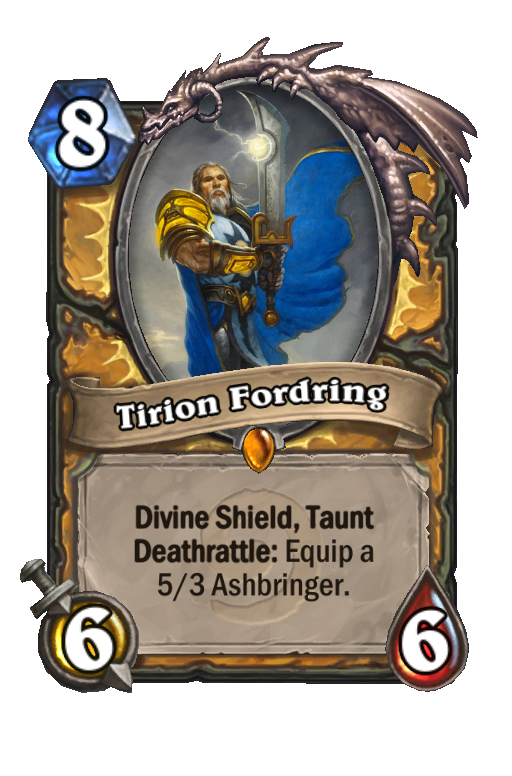 8
Tirion Fordring
Divine Shield, Taunt
Deathrattle: Equip a
5/3 Ashbringer.
6
6